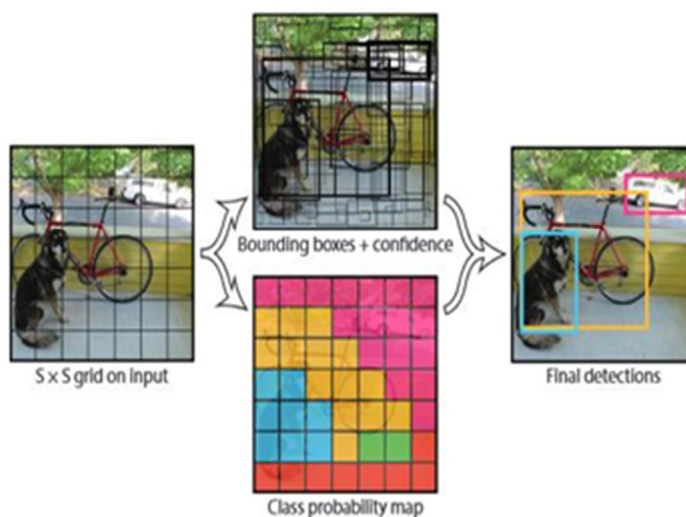 Bounding boxes + confidence
S × S grid on input
Final detections
Class probability map